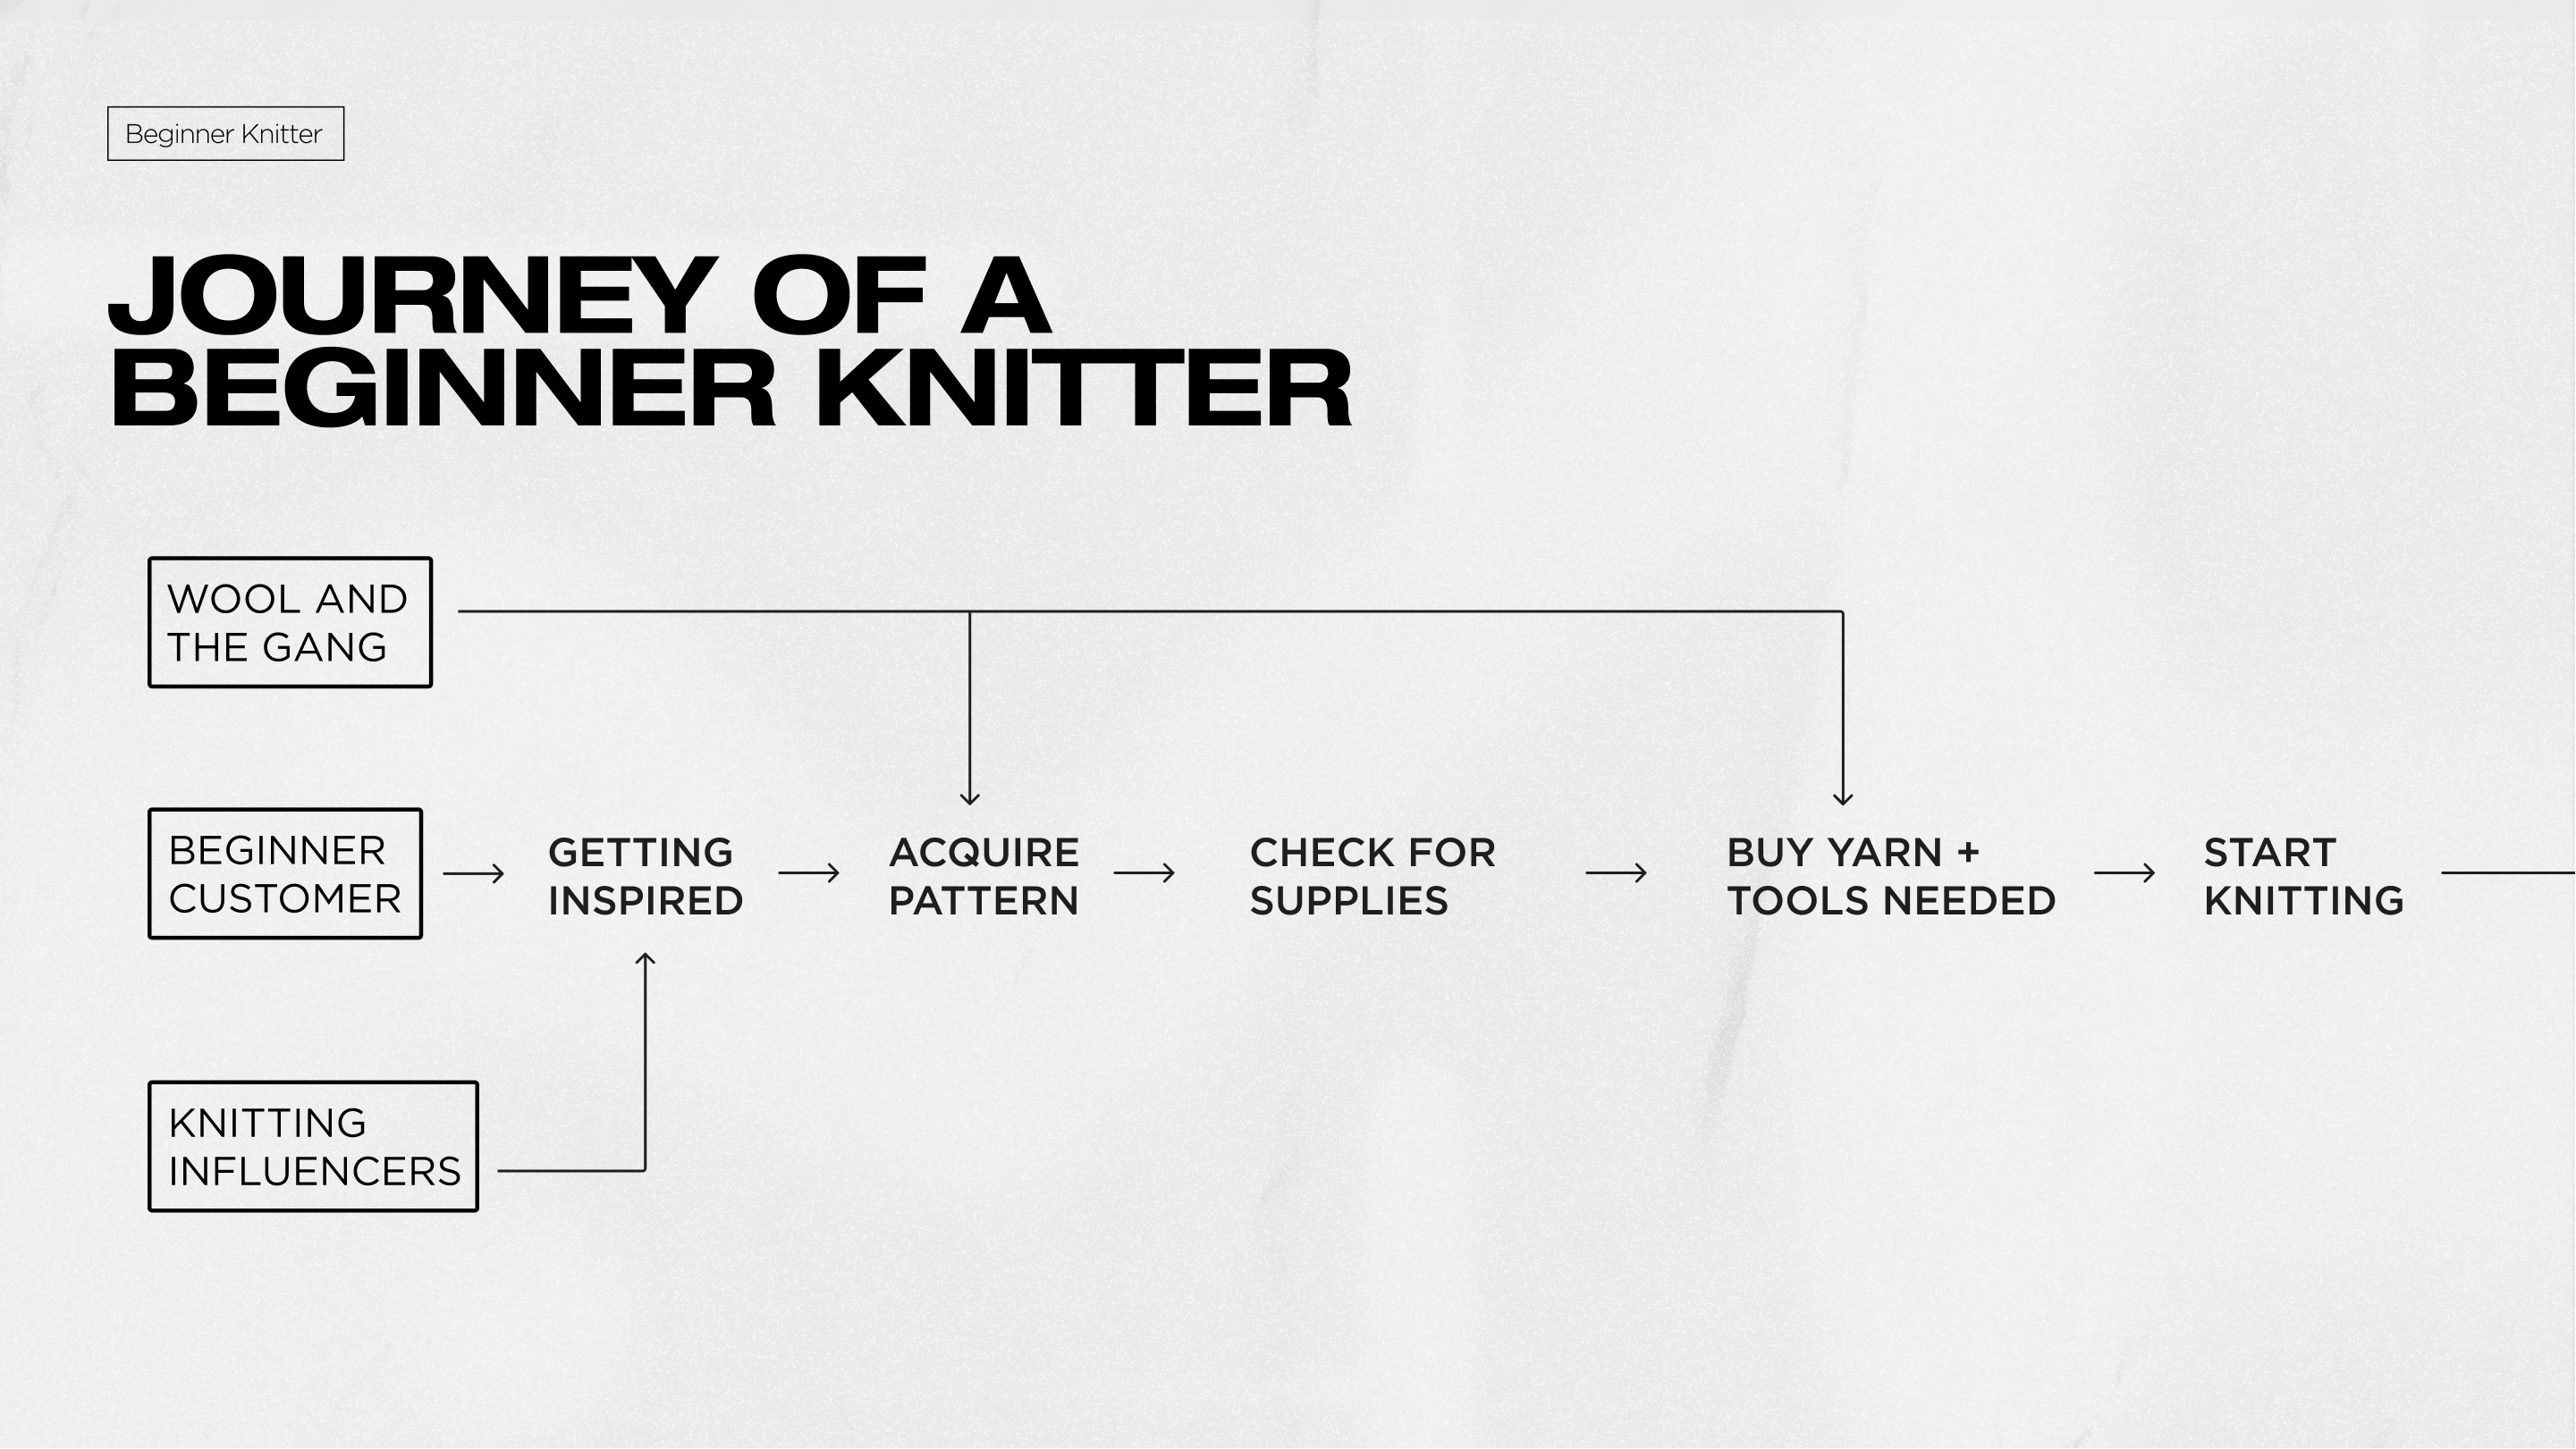 Beginner Knitter
JOURNEY OF A
BEGINNER KNITTER
WOOL AND
THE GANG
BEGINNER
CUSTOMER
GETTING
INSPIRED
ACQUIRE
PATTERN
CHECK FOR
SUPPLIES
BUY YARN +
TOOLS NEEDED
START
KNITTING
KNITTING
INFLUENCERS